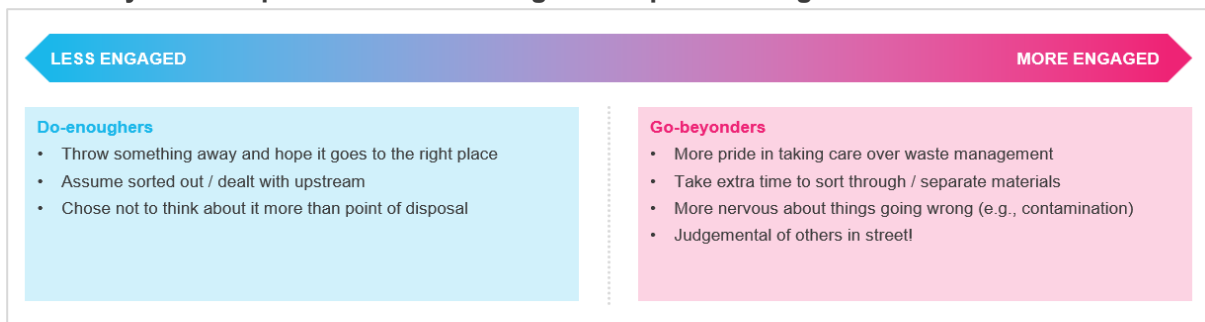 LESS ENGAGED
MORE ENGAGED
Do-enoughers
• Throw something away and hope it goes to the right place
• Assume sorted out / dealt with upstream
• Chose not to think about it more than point of disposal
Go-beyonders
• More pride in taking care over waste management
• Take extra time to sort through / separate materials
• More nervous about things going wrong (e.g., contamination)
• Judgemental of others in street!